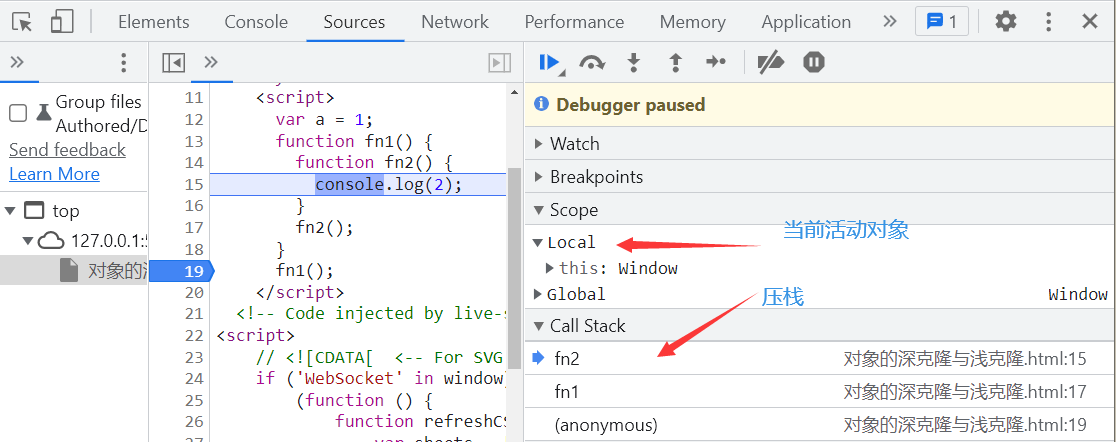 Elements Console Sources Network Performance Memory Application » 1
» »
Group files
Authored/D
Send feedback
Learn More
top
127.0.0.1:5
对象的浅
11 <script>
12 var a = 1;
13 function fn1() {
14 function fn2() {
15 console.log(2);
16 }
17 fn2();
18 }
19 fn1();
20 </script>
21 <!-- Code injected by live-s
22 <script>
23 // <![CDATA[ <-- For SVG
24 if ('WebSocket' in window)
25 (function () {
26 function refreshCS
Debugger paused
Watch
Breakpoints
Scope
Local
当前活动对象
this: Window
Global Window
压栈
Call Stack
fn2 对象的深克隆与浅克隆.html:15
fn1 对象的深克隆与浅克隆.html:17
(anonymous) 对象的深克隆与浅克隆.html:19